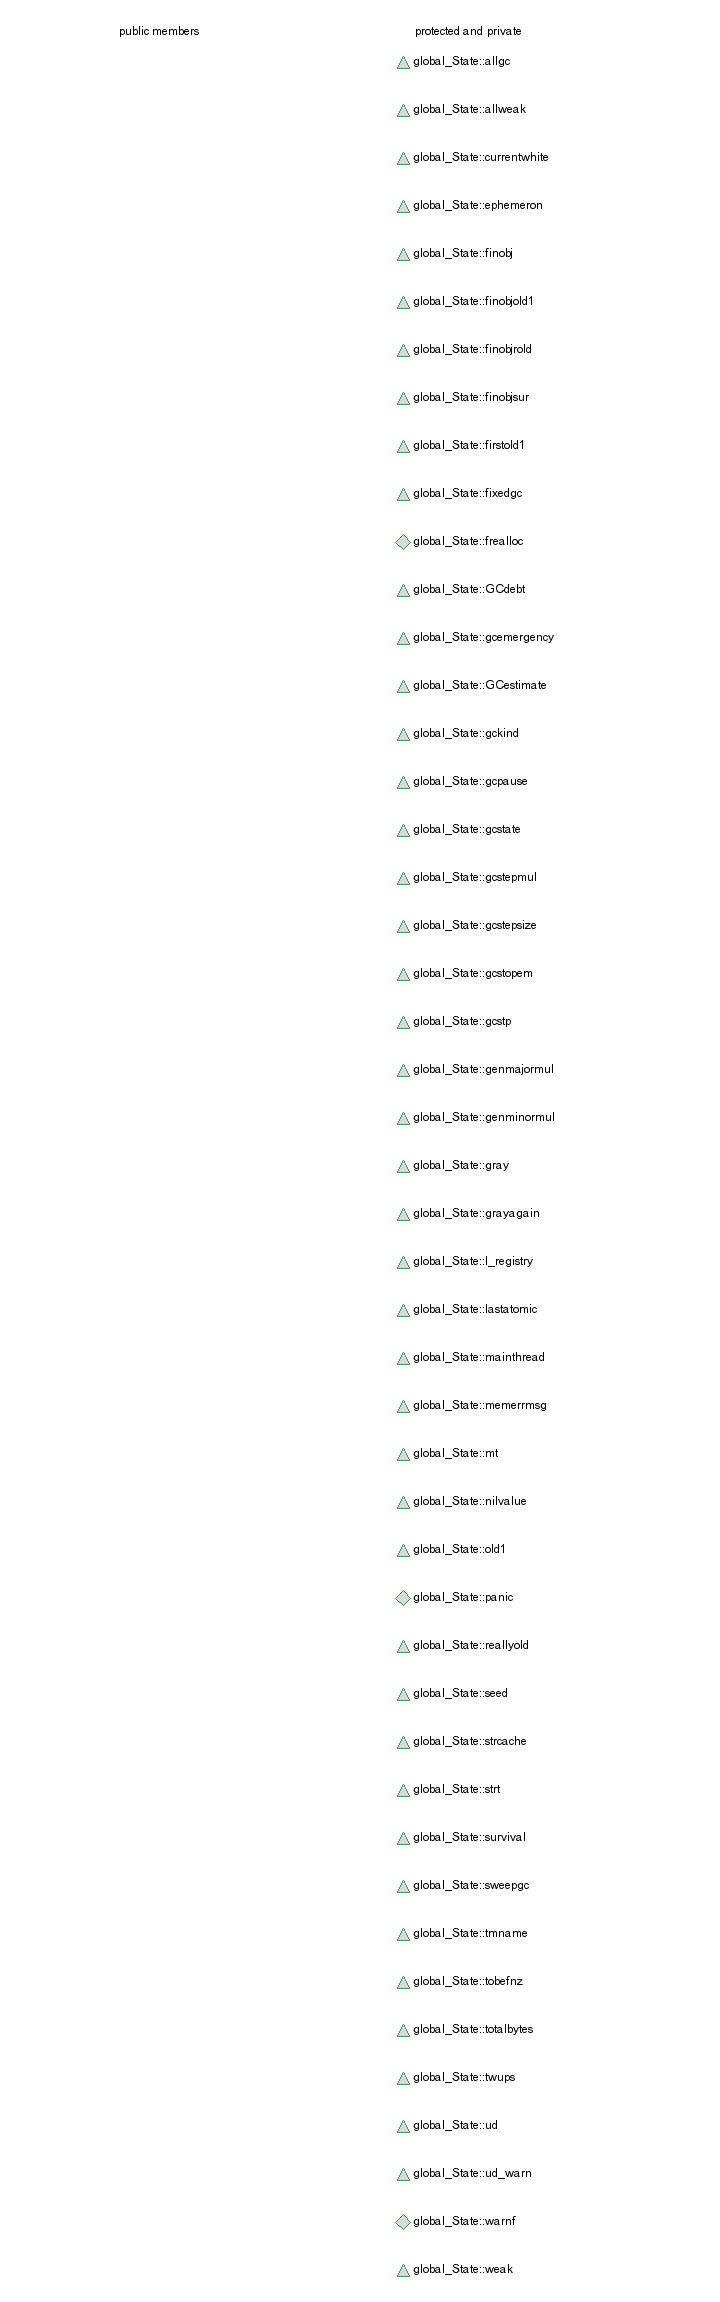 public members protected and private
global_State::allgc
global_State::allweak
global_State::currentwhite
global_State::ephemeron
global_State::finobj
global_State::finobjold1
global_State::finobjrold
global_State::finobjsur
global_State::firstold1
global_State::fixedgc
global_State::frealloc
global_State::GCdebt
global_State::gcemergency
global_State::GCestimate
global_State::gckind
global_State::gcpause
global_State::gcstate
global_State::gcstepmul
global_State::gcstepsize
global_State::gcstopem
global_State::gcstp
global_State::genmajormul
global_State::genminormul
global_State::gray
global_State::grayagain
global_State::l_registry
global_State::lastatomic
global_State::mainthread
global_State::memerrmsg
global_State::mt
global_State::nilvalue
global_State::old1
global_State::panic
global_State::reallyold
global_State::seed
global_State::strcache
global_State::strt
global_State::survival
global_State::sweepgc
global_State::tmname
global_State::tobefnz
global_State::totalbytes
global_State::twups
global_State::ud
global_State::ud_warn
global_State::warnf
global_State::weak